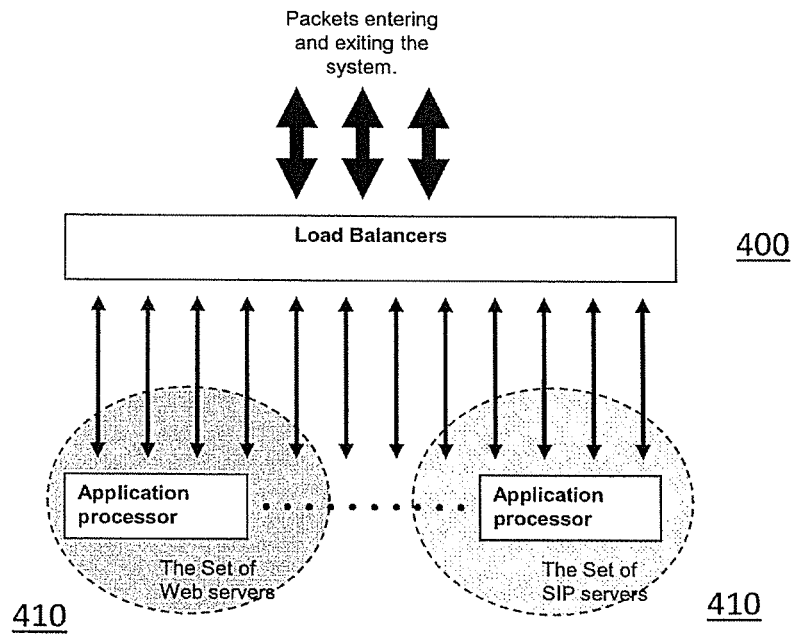 Packets entering
and exiting the
system.
Load Balancers
400
Application
processor
Application
processor
The Set of
Web servers
The Set of
SIP servers
410
410